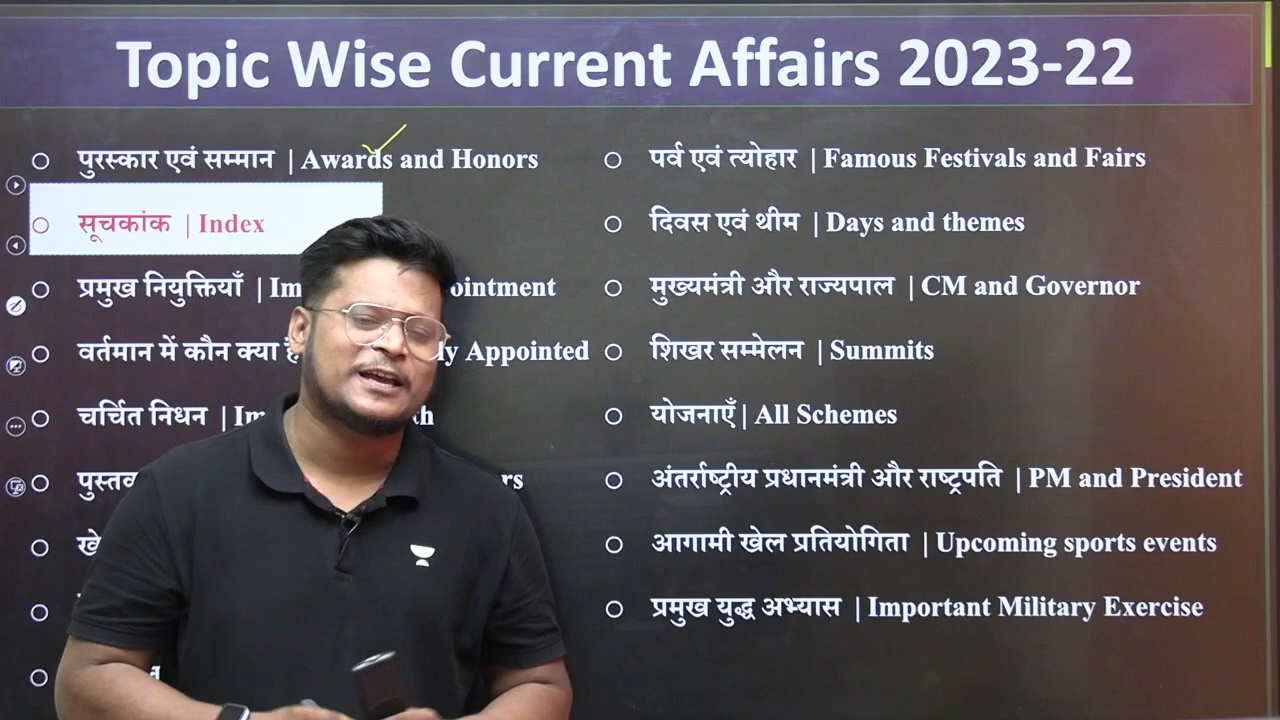 Topic Wise Current Affairs 2023-22
पुरस्कार एवं सम्मान | Awards and Honors
सूचकांक | Index
प्रमुख नियुक्तियाँ | Im ointment
वर्तमान में कौन क्या है ly Appointed
चर्चित निधन | Im th
पुस्तक rs
खे
पर्व एवं त्योहार | Famous Festivals and Fairs
दिवस एवं थीम | Days and themes
मुख्यमंत्री और राज्यपाल | CM and Governor
शिखर सम्मेलन | Summits
योजनाएँ | All Schemes
अंतर्राष्ट्रीय प्रधानमंत्री और राष्ट्रपति | PM and President
आगामी खेल प्रतियोगिता | Upcoming sports events
प्रमुख युद्ध अभ्यास | Important Military Exercise